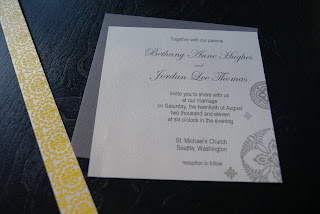 Together with our parents
Bethany Anne Hughes
and
Jordan Lee Thomas
invite you to share with us
at our marriage
on Saturday, the twentieth of August
two thousand and eleven
at six o'clock in the evening
St. Michael's Church
Seattle, Washington
reception to follow